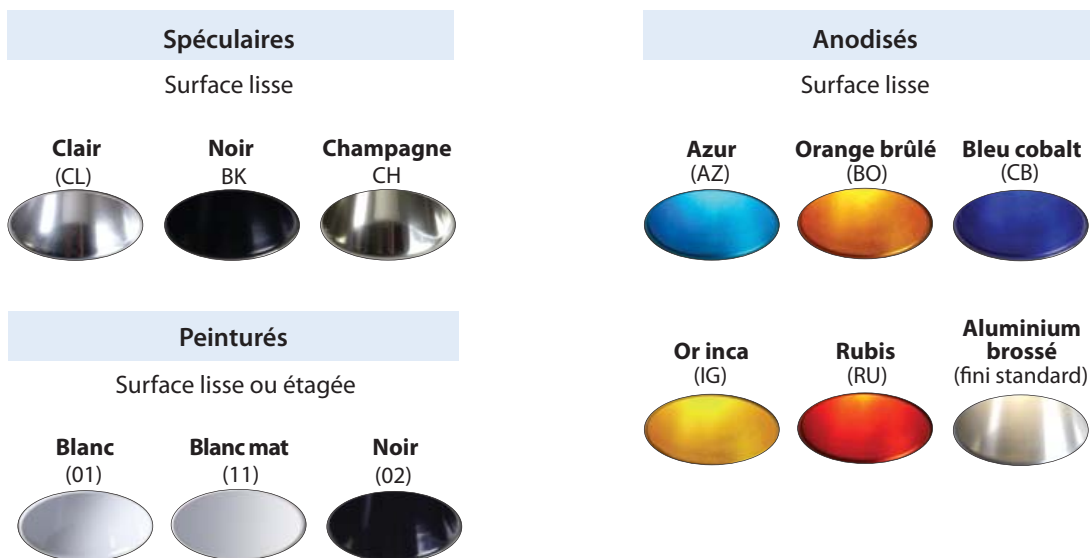 Spéculaires
Surface lisse
Clair
(CL)
Noir
BK
Champagne
CH
Peinturés
Surface lisse ou étagée
Blanc
(01)
Blanc mat
(11)
Noir
(02)
Anodisés
Surface lisse
Azur
(AZ)
Orange brûlé
(BO)
Bleu cobalt
(CB)
Or inca
(IG)
Rubis
(RU)
Aluminium
brossé
(fini standard)